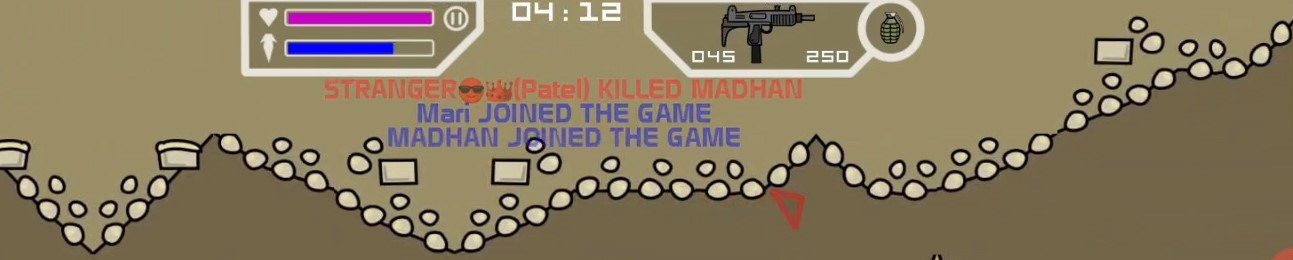 04:12
045 250
STRANGER😎👑(Patel) KILLED MADHAN
Mari JOINED THE GAME
MADHAN JOINED THE GAME